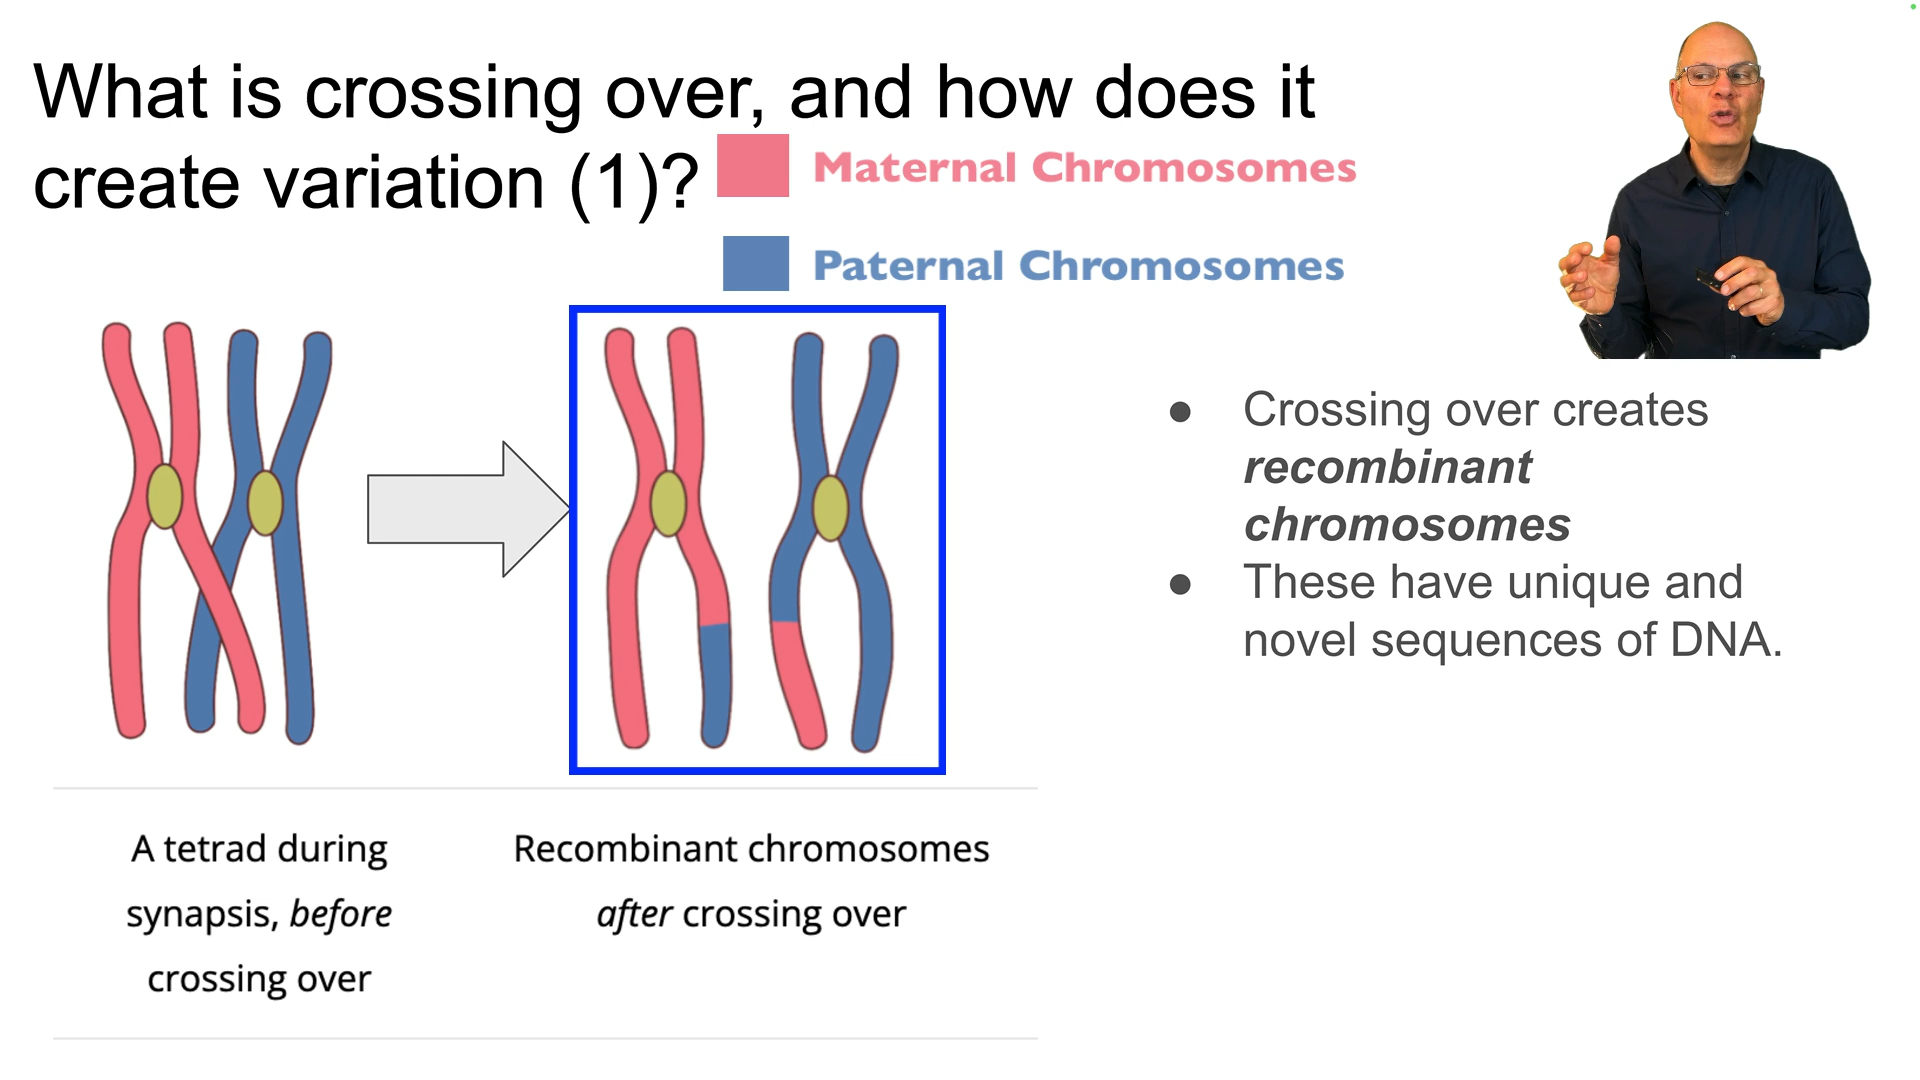 What is crossing over, and how does it
create variation (1)?
Maternal Chromosomes
Paternal Chromosomes
● Crossing over creates
recombinant
chromosomes
● These have unique and
novel sequences of DNA.
A tetrad during
synapsis, before
crossing over
Recombinant chromosomes
after crossing over